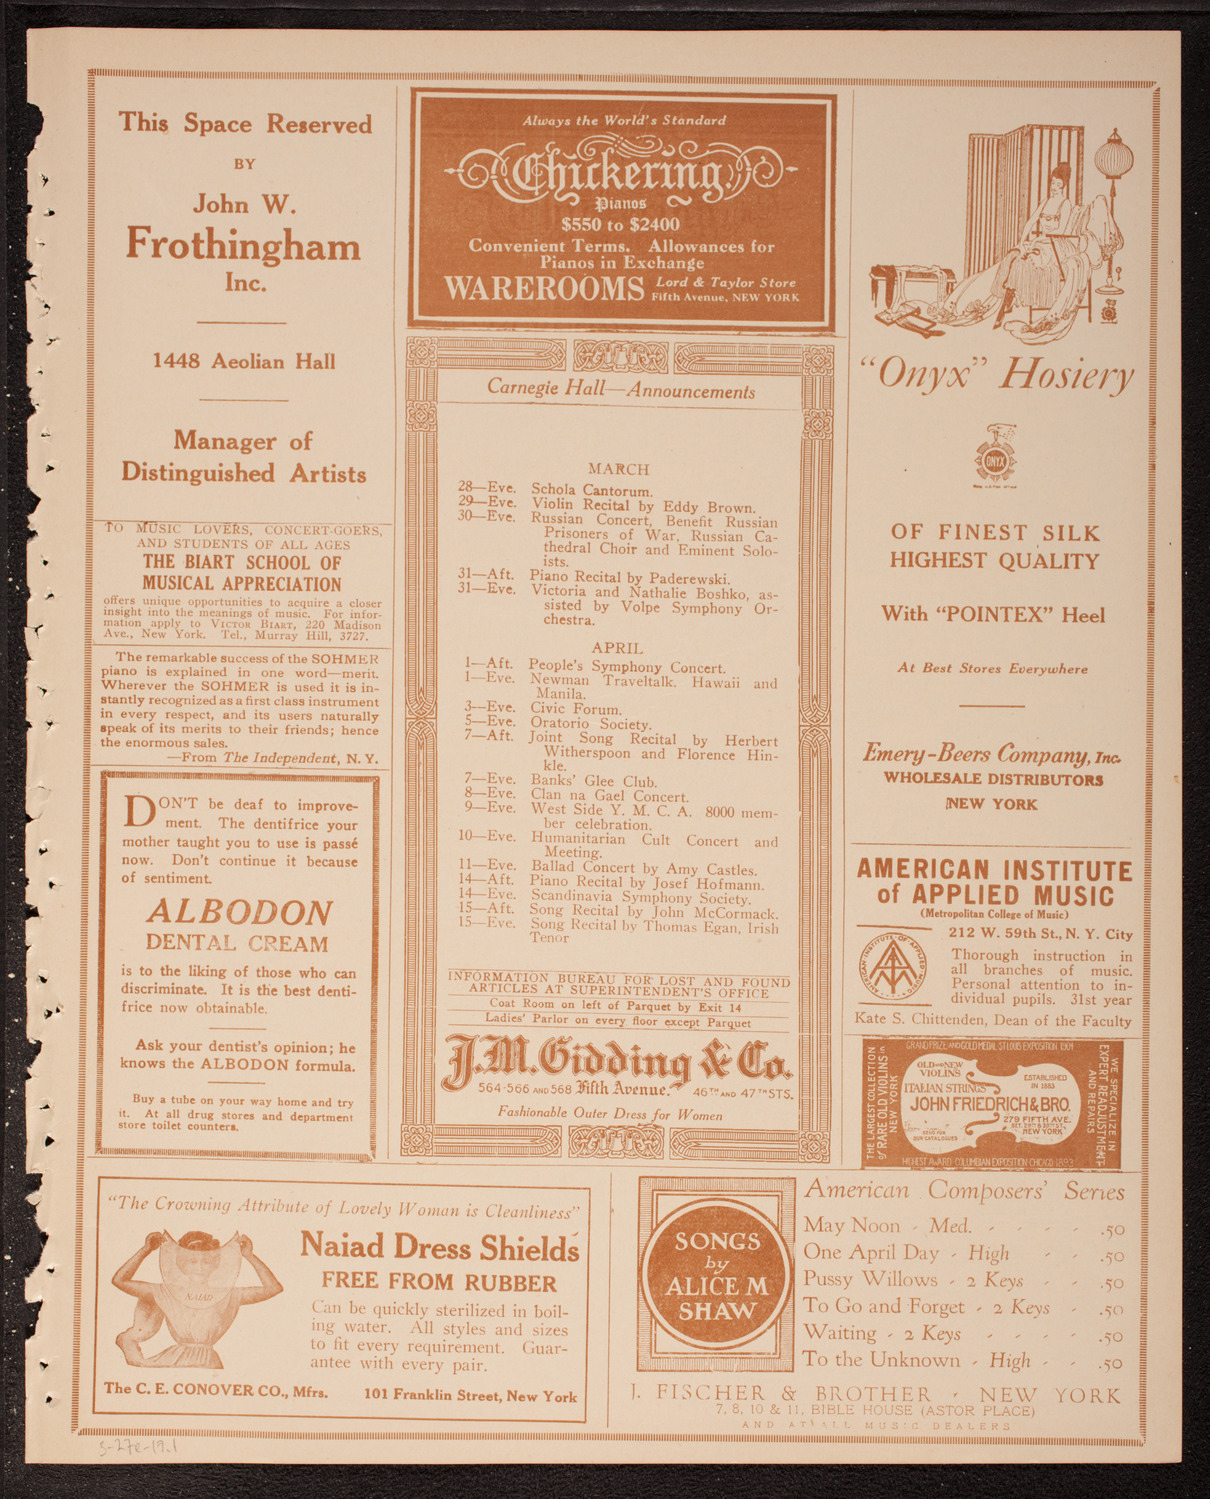 This Space Reserved
BY
John W.
Frothingham
Inc.
1448 Aeolian Hall
Manager of
Distinguished Artists
TO MUSIC LOVERS, CONCERT-GOERS,
AND STUDENTS OF ALL AGES
THE BIART SCHOOL OF
MUSICAL APPRECIATION
offers unique opportunities to acquire a closer
insight into the meanings of music. For infor-
mation apply to VICTOR BIART, 220 Madison
Ave., New York. Tel., Murray Hill, 3727.
The remarkable success of the SOHMER
piano is explained in one word—merit.
Wherever the SOHMER is used it is in-
stantly recognized as a first class instrument
in every respect, and its users naturally
speak of its merits to their friends; hence
the enormous sales.
—From The Independent, N. Y.
DON'T be deaf to improve-
ment. The dentifrice your
mother taught you to use is passé
now. Don't continue it because
of sentiment.
ALBODON
DENTAL CREAM
is to the liking of those who can
discriminate. It is the best denti-
frice now obtainable.
Ask your dentist's opinion; he
knows the ALBODON formula.
Buy a tube on your way home and try
it. At all drug stores and department
store toilet counters.
Always the World's Standard
Chickering
Pianos
$550 to $2400
Convenient Terms. Allowances for
Pianos in Exchange
WAREROOMS Lord & Taylor Store
Fifth Avenue, NEW YORK
Carnegie Hall—Announcements
MARCH
28—Eve. Schola Cantorum.
29—Eve. Violin Recital by Eddy Brown.
30—Eve. Russian Concert, Benefit Russian
Prisoners of War, Russian Ca-
thedral Choir and Eminent Solo-
ists.
31—Aft. Piano Recital by Paderewski.
31—Eve. Victoria and Nathalie Boshko, as-
sisted by Volpe Symphony Or-
chestra.
APRIL
1—Aft. People's Symphony Concert.
1—Eve. Newman Traveltalk. Hawaii and
Manila.
3—Eve. Civic Forum.
5—Eve. Oratorio Society.
7—Aft. Joint Song Recital by Herbert
Witherspoon and Florence Hin-
kle.
7—Eve. Banks' Glee Club.
8—Eve. Clan na Gael Concert.
9—Eve. West Side Y. M. C. A. 8000 mem-
ber celebration.
10—Eve. Humanitarian Cult Concert and
Meeting.
11—Eve. Ballad Concert by Amy Castles.
14—Aft. Piano Recital by Josef Hofmann.
14—Eve. Scandinavia Symphony Society.
15—Aft. Song Recital by John McCormack.
15—Eve. Song Recital by Thomas Egan, Irish
Tenor
INFORMATION BUREAU FOR LOST AND FOUND
ARTICLES AT SUPERINTENDENT'S OFFICE
Coat Room on left of Parquet by Exit 14
Ladies' Parlor on every floor except Parquet
J. M. Gidding & Co.
564-566 AND 568 Fifth Avenue. 46TH AND 47TH STS.
Fashionable Outer Dress for Women
"Onyx" Hosiery
ONYX
OF FINEST SILK
HIGHEST QUALITY
With "POINTEX" Heel
At Best Stores Everywhere
Emery-Beers Company, Inc.
WHOLESALE DISTRIBUTORS
NEW YORK
AMERICAN INSTITUTE
of APPLIED MUSIC
(Metropolitan College of Music)
212 W. 59th St., N. Y. City
AMERICAN INSTITUTE OF APPLIED MUSIC
Thorough instruction in
all branches of music.
Personal attention to in-
dividual pupils. 31st year
Kate S. Chittenden, Dean of the Faculty
GRAND PRIZE AND GOLD MEDAL ST LOUIS EXPOSITION 1904
THE LARGEST COLLECTION
of RARE OLD VIOLINS in
NEW YORK
OLD AND NEW
VIOLINS
ITALIAN STRINGS
ESTABLISHED
IN 1883
JOHN FRIEDRICH & BRO.
279 FIFTH AVE.
BET. 29TH & 30TH ST.
NEW YORK
SEND FOR
OUR CATALOGUES
WE SPECIALIZE IN
EXPERT READJUSTMENT
AND REPAIRS
HIGHEST AWARD COLUMBIAN EXPOSITION CHICAGO 1893
"The Crowning Attribute of Lovely Woman is Cleanliness"
NAIAD
Naiad Dress Shields
FREE FROM RUBBER
Can be quickly sterilized in boil-
ing water. All styles and sizes
to fit every requirement. Guar-
antee with every pair.
The C. E. CONOVER CO., Mfrs. 101 Franklin Street, New York
SONGS
by
ALICE M
SHAW
American Composers' Series
May Noon - Med. - - - - .50
One April Day - High - - .50
Pussy Willows - 2 Keys - - .50
To Go and Forget - 2 Keys - .50
Waiting - 2 Keys - - - - .50
To the Unknown - High - - .50
J. FISCHER & BROTHER - NEW YORK
7, 8, 10 & 11, BIBLE HOUSE (ASTOR PLACE)
AND AT ALL MUSIC DEALERS